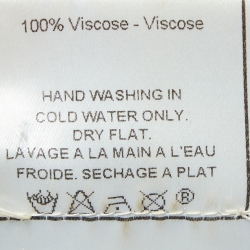 100% Viscose - Viscose
HAND WASHING IN
COLD WATER ONLY.
DRY FLAT.
LAVAGE A LA MAIN A L'EAU
FROIDE. SECHAGE A PLAT
®